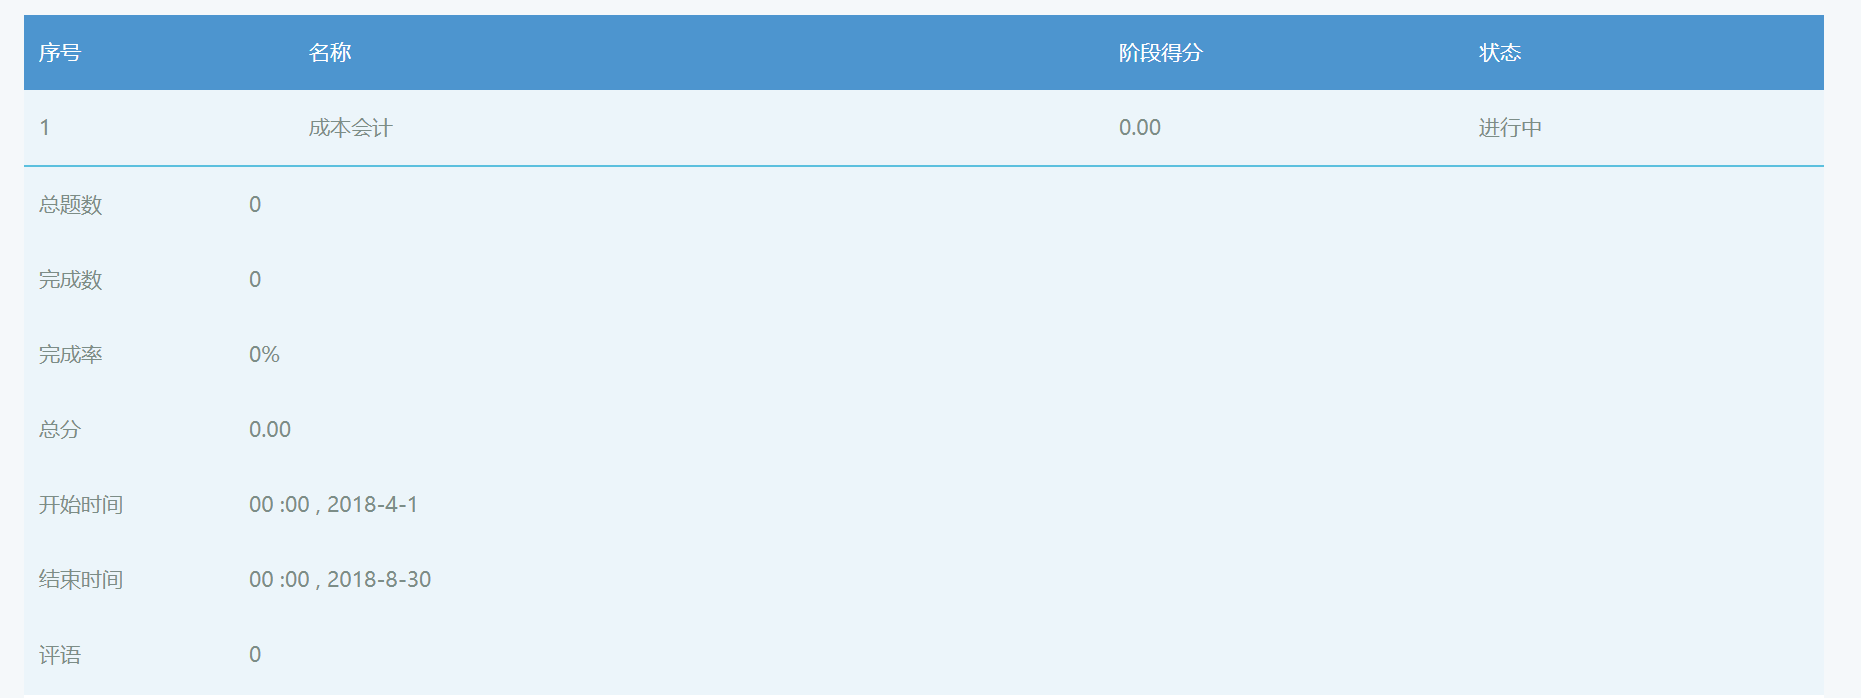 序号 名称 阶段得分 状态
1 成本会计 0.00 进行中
总题数 0
完成数 0
完成率 0%
总分 0.00
开始时间 00 :00 , 2018-4-1
结束时间 00 :00 , 2018-8-30
评语 0